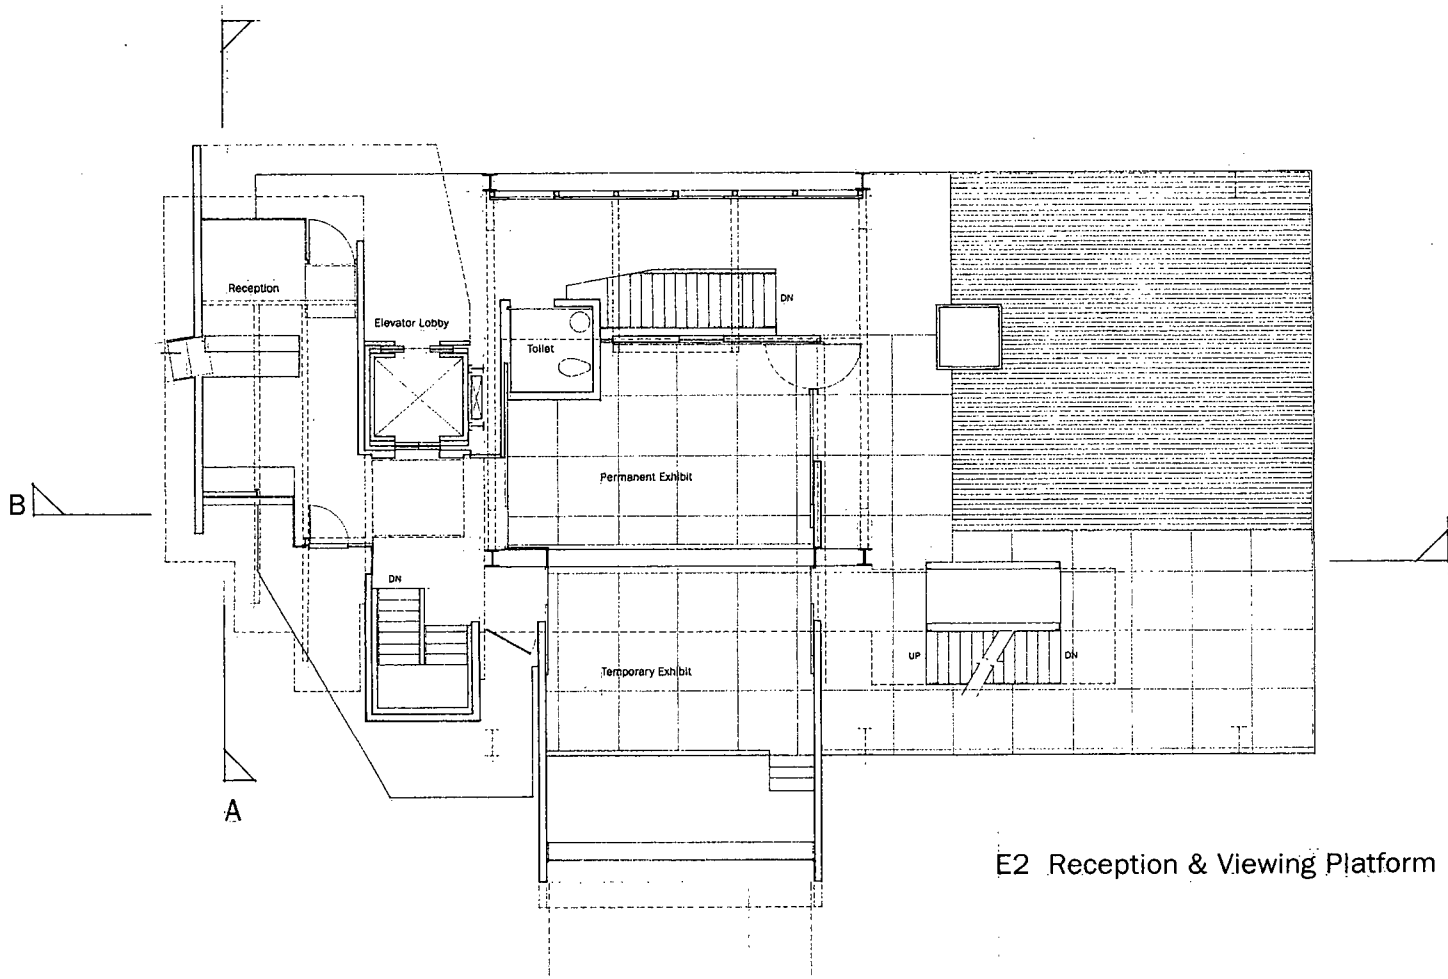 Reception
DN
Elevator Lobby
Toilet
Permanent Exhibit
B
DN
UP
DN
Temporary Exhibit
A
E2 Reception & Viewing Platform